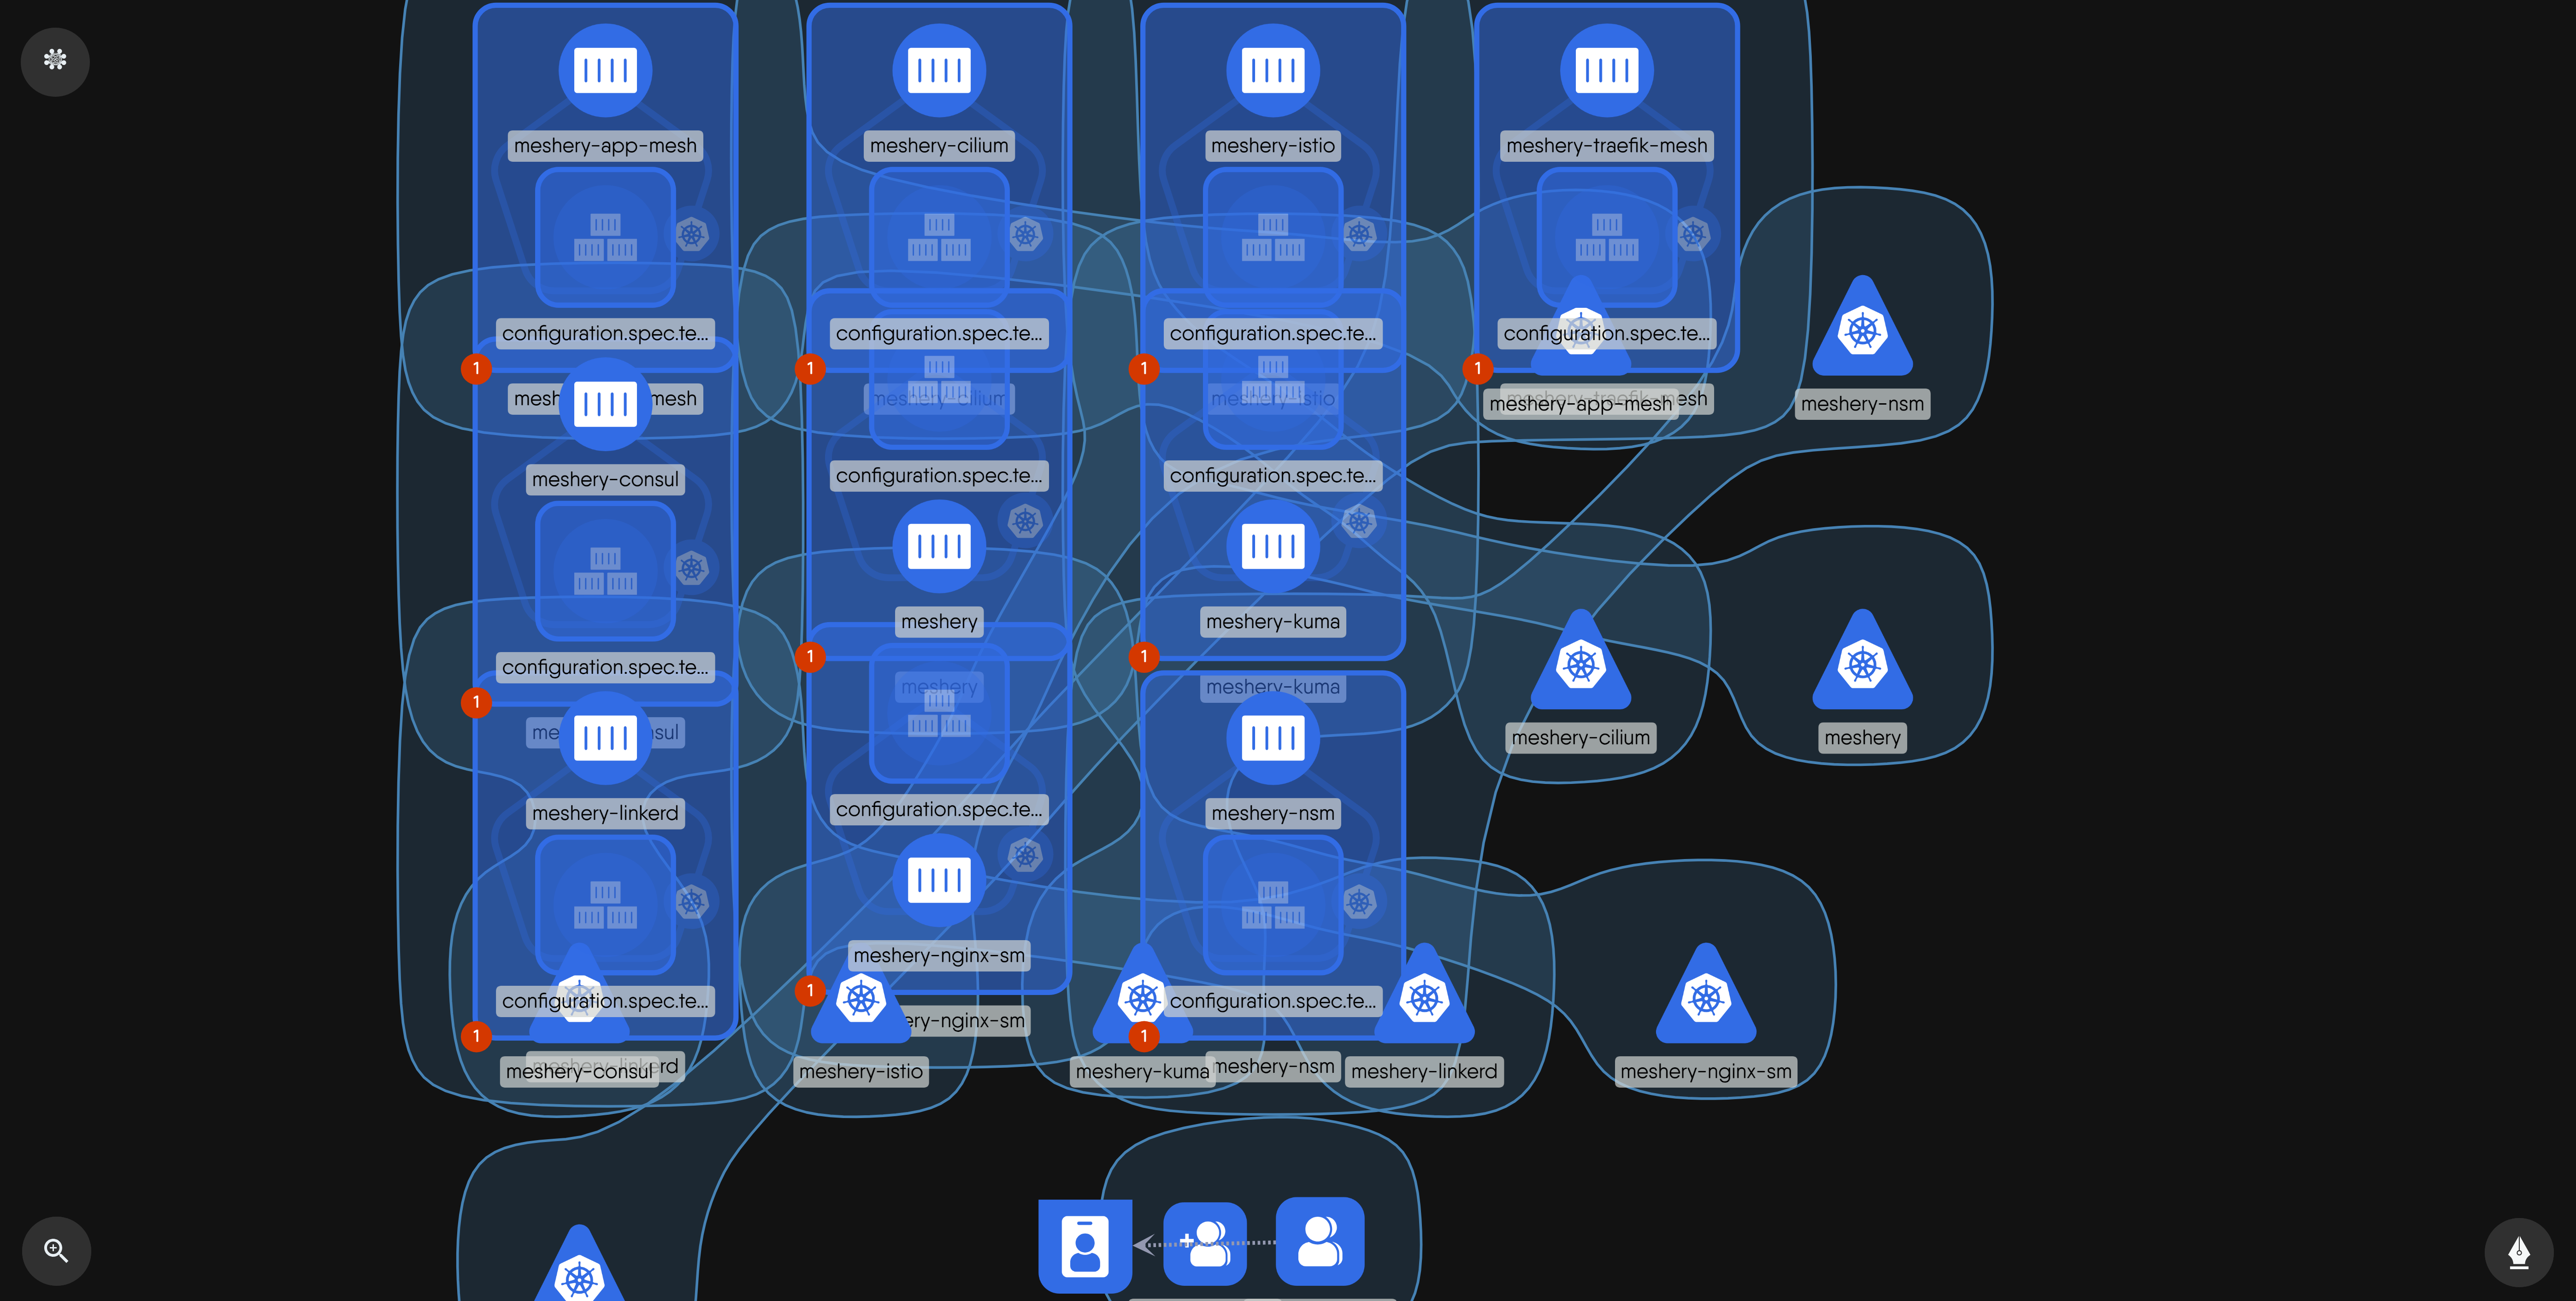 meshery-app-mesh
meshery-cilium
meshery-istio
meshery-traefik-mesh
configuration.spec.te...
configuration.spec.te...
configuration.spec.te...
configuration.spec.te...
1
1
1
1
mesh
mesh
meshery-cilium
meshery-istio
meshery-app-mesh
esh
meshery-nsm
meshery-consul
configuration.spec.te...
configuration.spec.te...
meshery
meshery-kuma
configuration.spec.te...
1
1
1
meshery
meshery-kuma
me
sul
meshery-cilium
meshery
meshery-linkerd
configuration.spec.te...
meshery-nsm
meshery-nginx-sm
configuration.spec.te...
configuration.spec.te...
1
1
1
ery-nginx-sm
meshery-consul
rd
meshery-istio
meshery-kuma
meshery-nsm
meshery-linkerd
meshery-nginx-sm